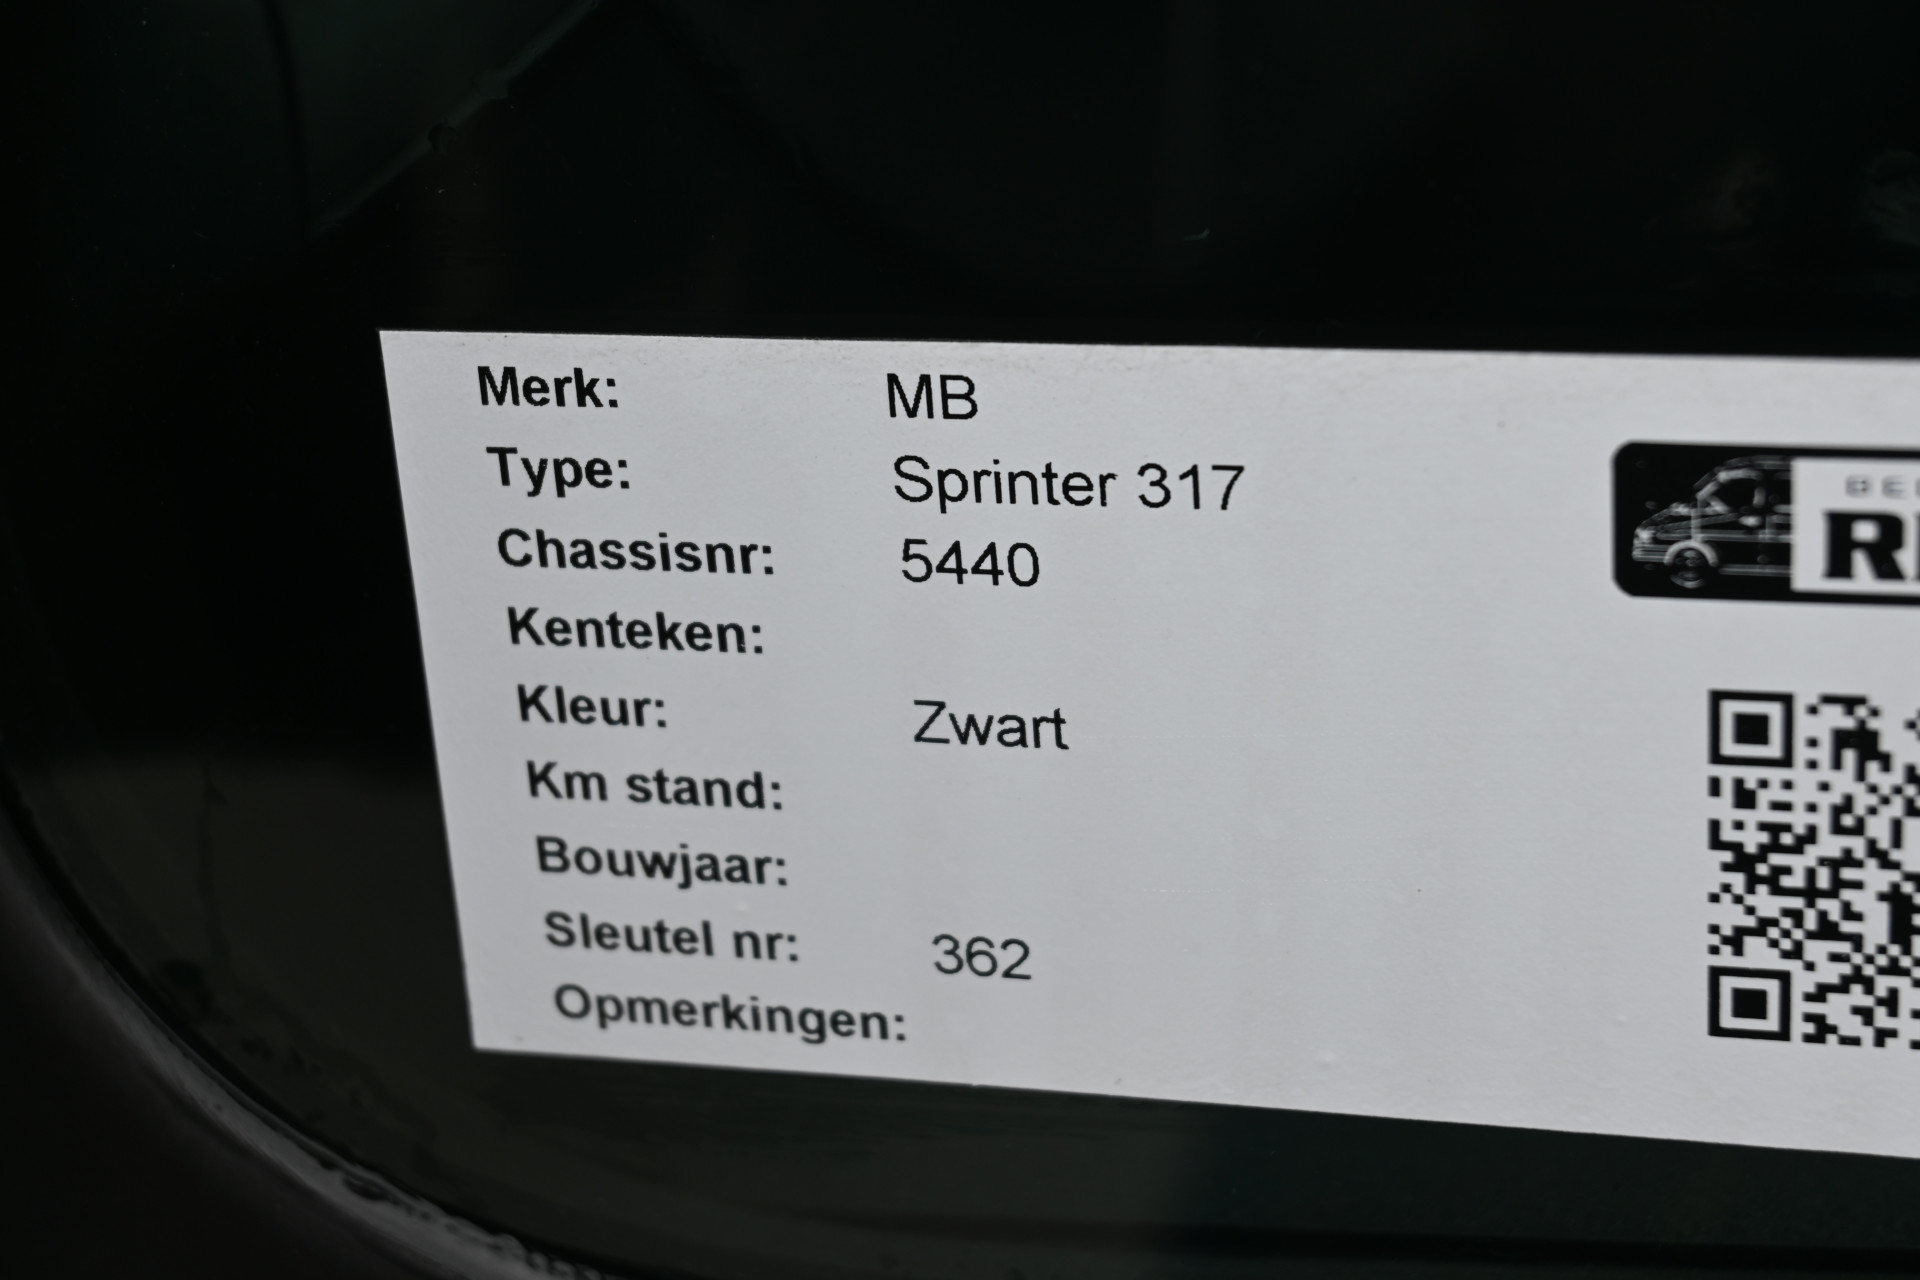 Merk: MB
Type: Sprinter 317
Chassisnr: 5440
Kenteken:
Kleur: Zwart
Km stand:
Bouwjaar:
Sleutel nr: 362
Opmerkingen: